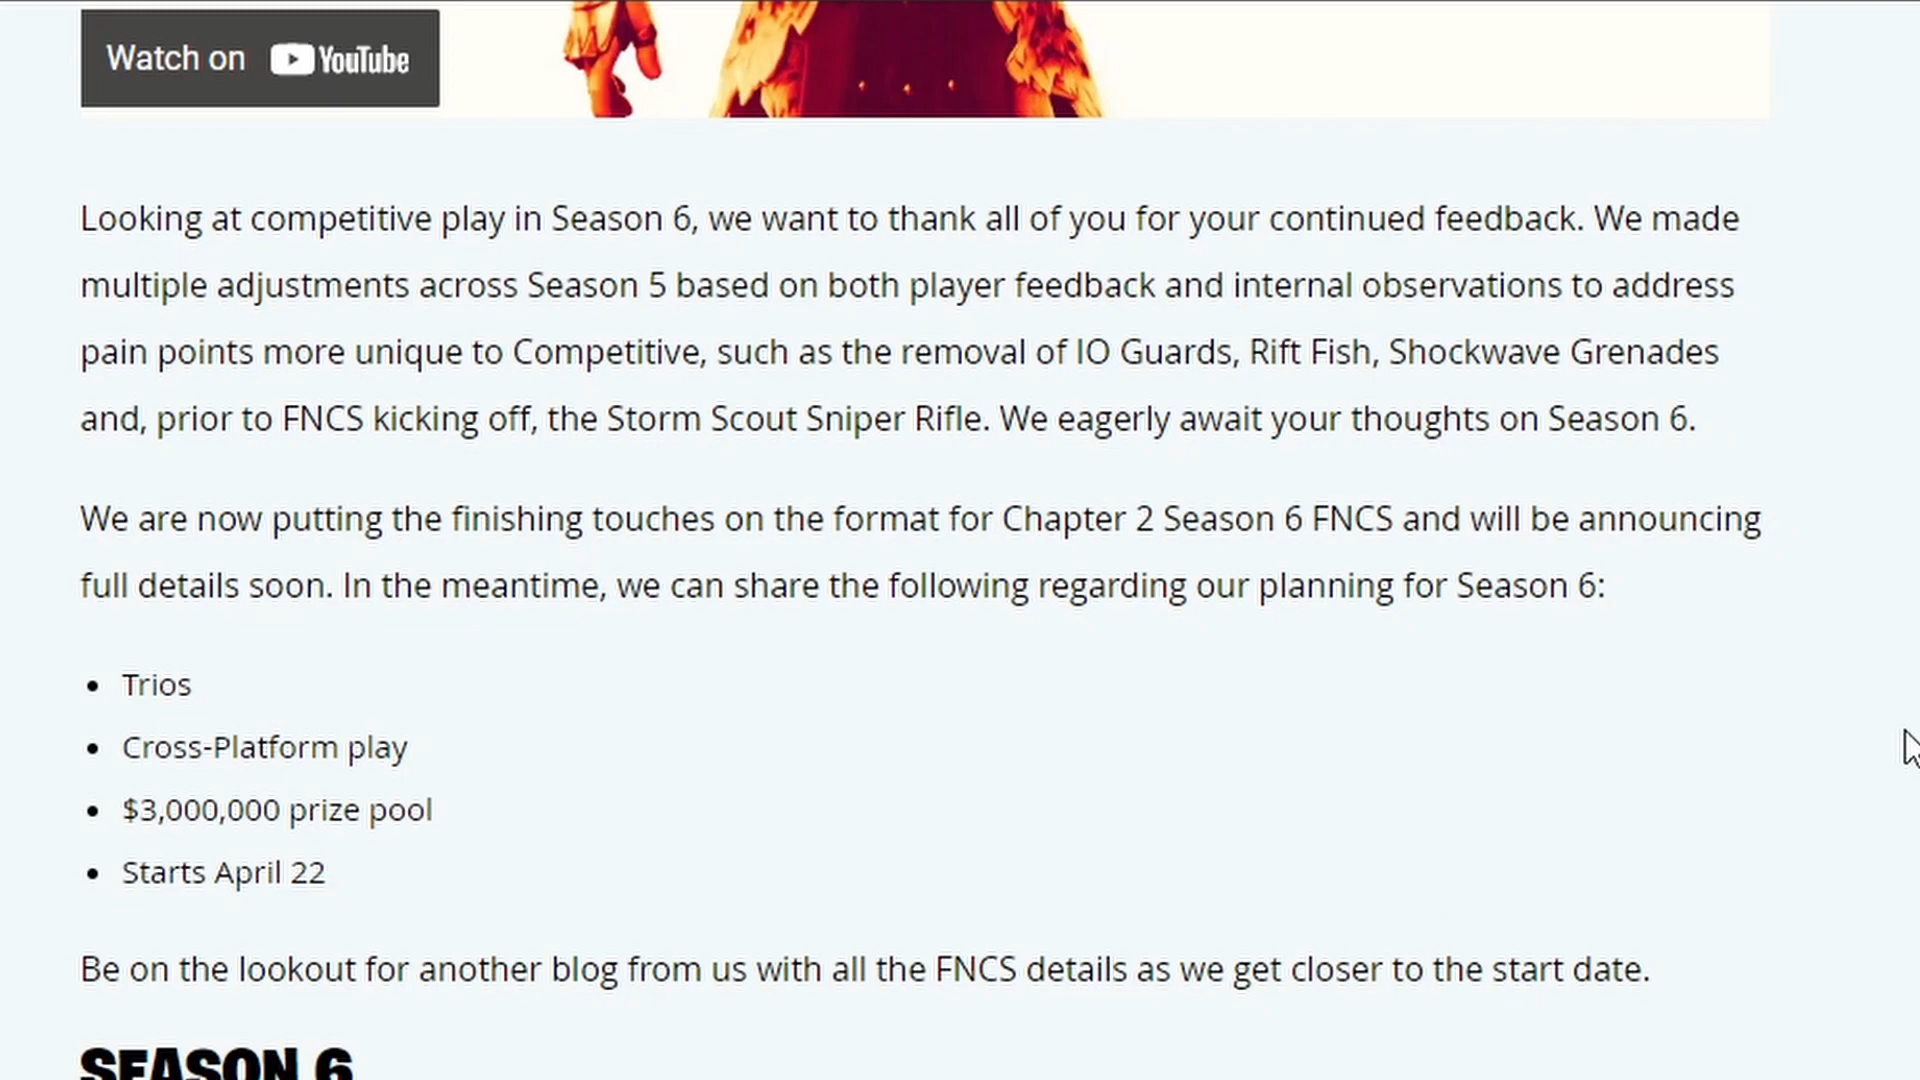 Watch on YouTube
Looking at competitive play in Season 6, we want to thank all of you for your continued feedback. We made
multiple adjustments across Season 5 based on both player feedback and internal observations to address
pain points more unique to Competitive, such as the removal of IO Guards, Rift Fish, Shockwave Grenades
and, prior to FNCS kicking off, the Storm Scout Sniper Rifle. We eagerly await your thoughts on Season 6.
We are now putting the finishing touches on the format for Chapter 2 Season 6 FNCS and will be announcing
full details soon. In the meantime, we can share the following regarding our planning for Season 6:
• Trios
• Cross-Platform play
• $3,000,000 prize pool
• Starts April 22
Be on the lookout for another blog from us with all the FNCS details as we get closer to the start date.
SEASON 6